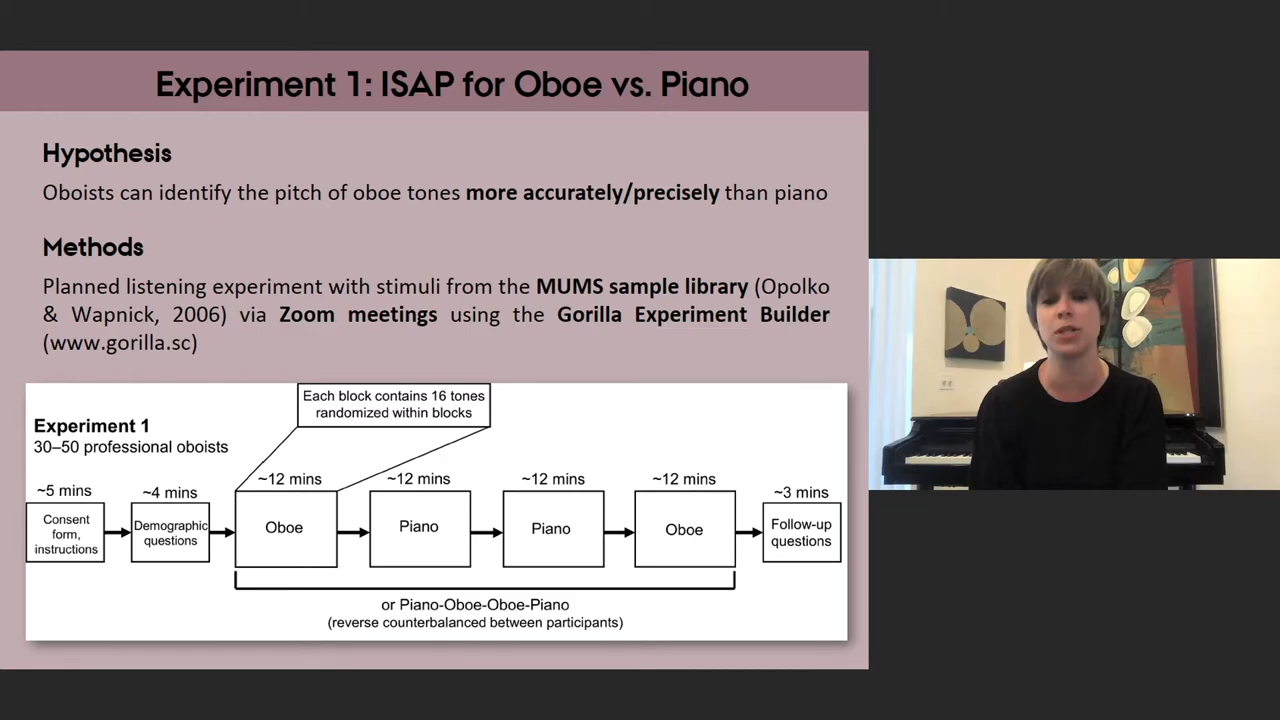 Experiment 1: ISAP for Oboe vs. Piano
Hypothesis
Oboists can identify the pitch of oboe tones more accurately/precisely than piano
Methods
Planned listening experiment with stimuli from the MUMS sample library (Opolko
& Wapnick, 2006) via Zoom meetings using the Gorilla Experiment Builder
(www.gorilla.sc)
Each block contains 16 tones
randomized within blocks
Experiment 1
30–50 professional oboists
~5 mins
Consent
form,
instructions
~4 mins
Demographic
questions
~12 mins
Oboe
~12 mins
Piano
~12 mins
Piano
~12 mins
Oboe
~3 mins
Follow-up
questions
or Piano-Oboe-Oboe-Piano
(reverse counterbalanced between participants)